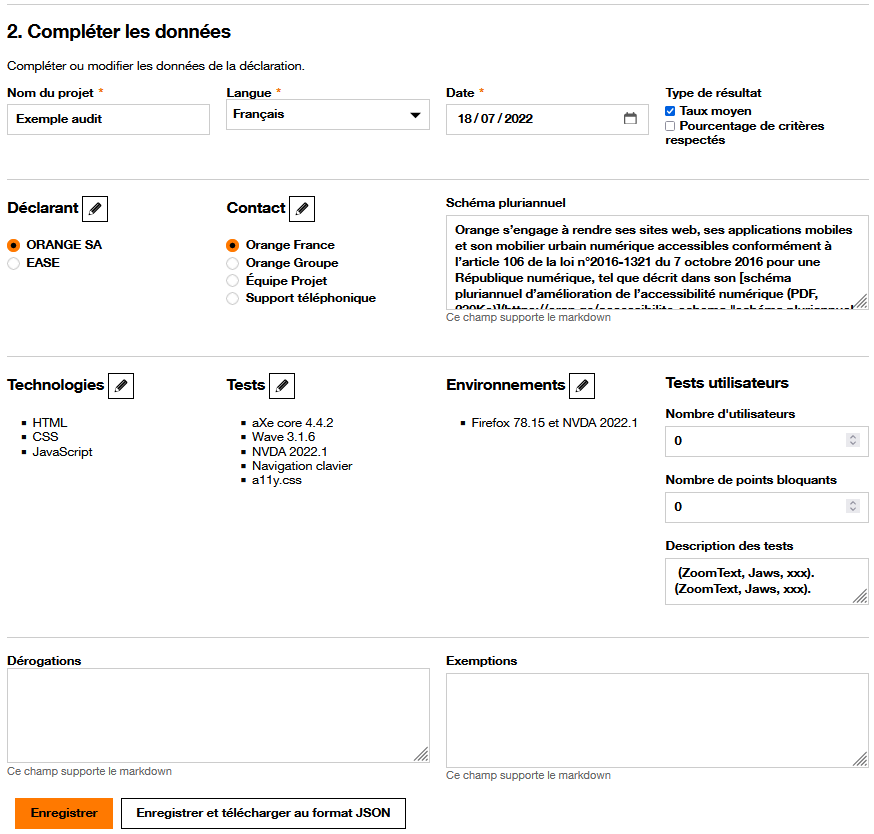 2. Compléter les données
Compléter ou modifier les données de la déclaration.
Nom du projet *
Exemple audit
Langue *
Français
Date *
18/07/2022
Type de résultat
Taux moyen
Pourcentage de critères
respectés
Déclarant
ORANGE SA
EASE
Contact
Orange France
Orange Groupe
Équipe Projet
Support téléphonique
Schéma pluriannuel
Orange s’engage à rendre ses sites web, ses applications mobiles
et son mobilier urbain numérique accessibles conformément à
l’article 106 de la loi n°2016-1321 du 7 octobre 2016 pour une
République numérique, tel que décrit dans son [schéma
pluriannuel d’amélioration de l’accessibilité numérique (PDF,
Ce champ supporte le markdown
Technologies
HTML
CSS
JavaScript
Tests
aXe core 4.4.2
Wave 3.1.6
NVDA 2022.1
Navigation clavier
a11y.css
Environnements
Firefox 78.15 et NVDA 2022.1
Tests utilisateurs
Nombre d'utilisateurs
0
Nombre de points bloquants
0
Description des tests
(ZoomText, Jaws, xxx).
(ZoomText, Jaws, xxx).
Dérogations
Ce champ supporte le markdown
Exemptions
Ce champ supporte le markdown
Enregistrer
Enregistrer et télécharger au format JSON